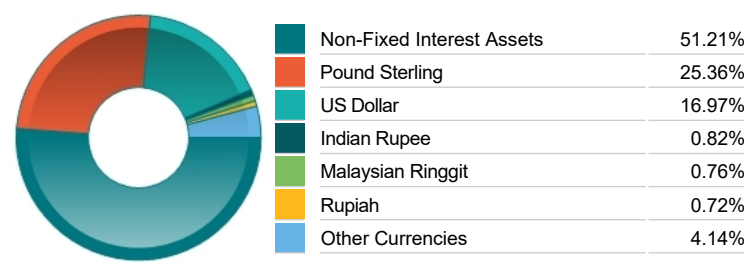 Non-Fixed Interest Assets 51.21%
Pound Sterling 25.36%
US Dollar 16.97%
Indian Rupee 0.82%
Malaysian Ringgit 0.76%
Rupiah 0.72%
Other Currencies 4.14%